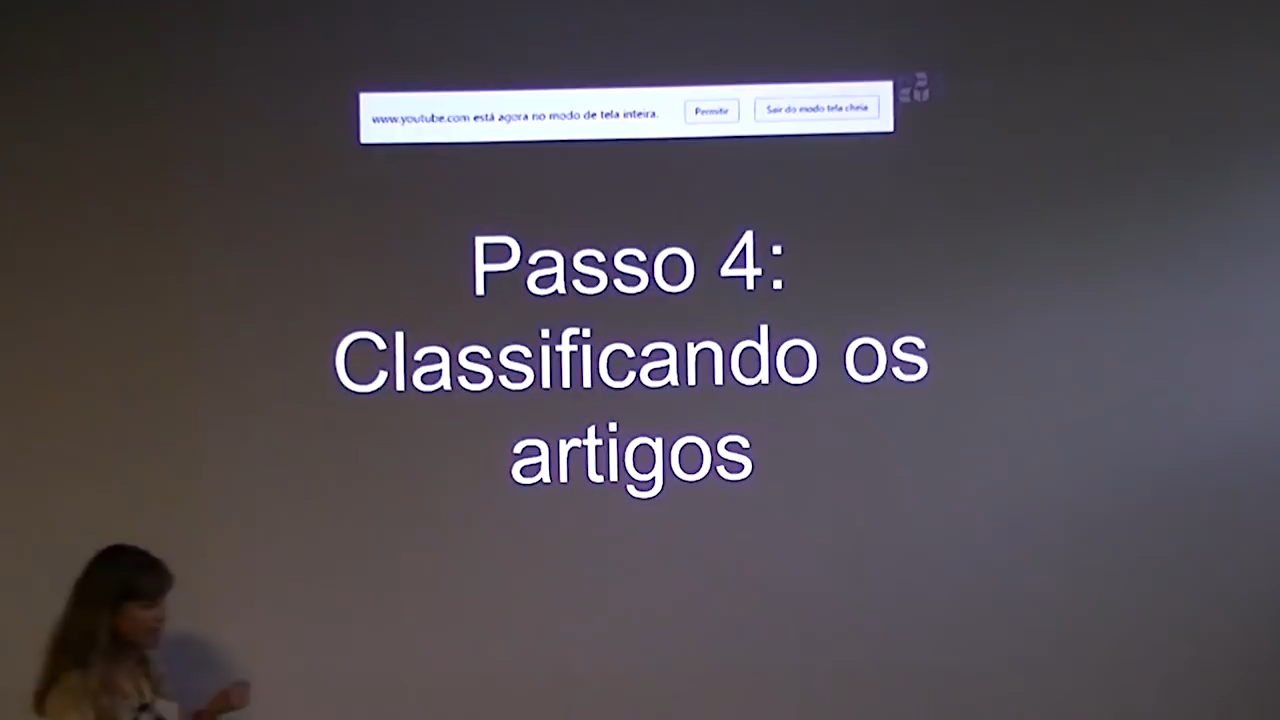 www.youtube.com está agora no modo de tela inteira. Permitir Sair do modo tela cheia
Passo 4:
Classificando os
artigos